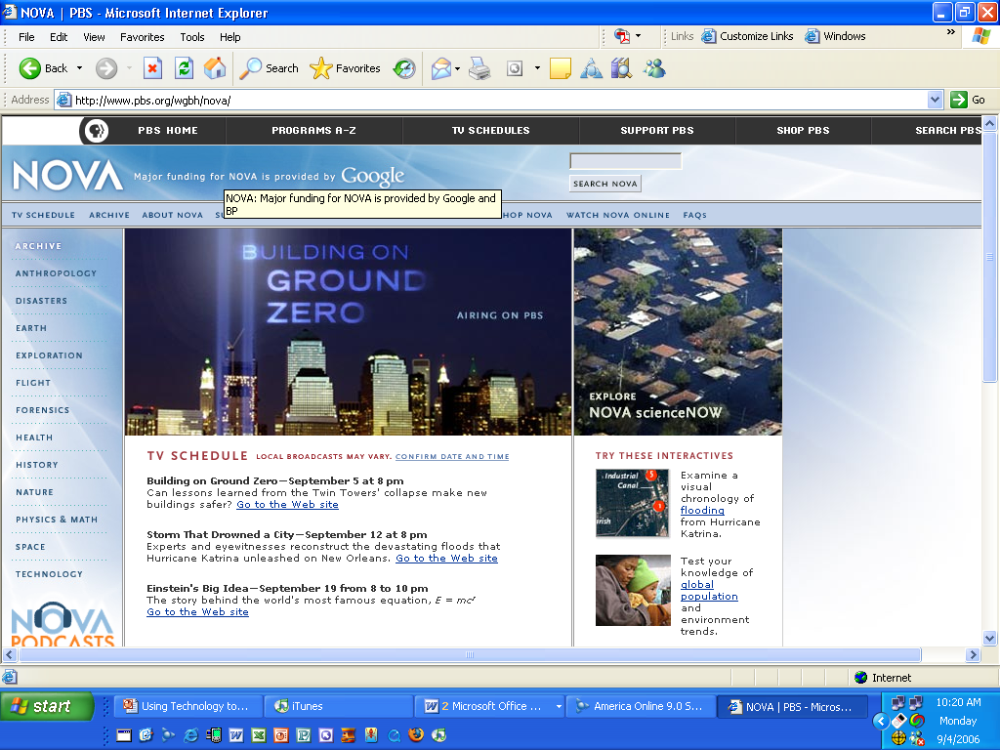 NOVA | PBS - Microsoft Internet Explorer
File Edit View Favorites Tools Help
Links Customize Links Windows
Back Search Favorites
Address http://www.pbs.org/wgbh/nova/ Go
PBS HOME PROGRAMS A-Z TV SCHEDULES SUPPORT PBS SHOP PBS SEARCH PBS
NOVA Major funding for NOVA is provided by Google
SEARCH NOVA
NOVA: Major funding for NOVA is provided by Google and
BP
TV SCHEDULE ARCHIVE ABOUT NOVA HOP NOVA WATCH NOVA ONLINE FAQs
ARCHIVE
ANTHROPOLOGY
DISASTERS
EARTH
EXPLORATION
FLIGHT
FORENSICS
HEALTH
HISTORY
NATURE
PHYSICS & MATH
SPACE
TECHNOLOGY
NOVA
PODCASTS
BUILDING ON
GROUND
ZERO
AIRING ON PBS
EXPLORE
NOVA scienceNOW
TV SCHEDULE LOCAL BROADCASTS MAY VARY. CONFIRM DATE AND TIME
Building on Ground Zero—September 5 at 8 pm
Can lessons learned from the Twin Towers' collapse make new
buildings safer? Go to the Web site
Storm That Drowned a City—September 12 at 8 pm
Experts and eyewitnesses reconstruct the devastating floods that
Hurricane Katrina unleashed on New Orleans. Go to the Web site
Einstein's Big Idea—September 19 from 8 to 10 pm
The story behind the world's most famous equation, E = mc²
Go to the Web site
TRY THESE INTERACTIVES
Industrial
Canal
5
1
rish
Examine a
visual
chronology of
flooding
from Hurricane
Katrina.
Test your
knowledge of
global
population
and
environment
trends.
Internet
start Using Technology to... iTunes 2 Microsoft Office ... America Online 9.0 S... NOVA | PBS - Micros...
10:20 AM
Monday
9/4/2006